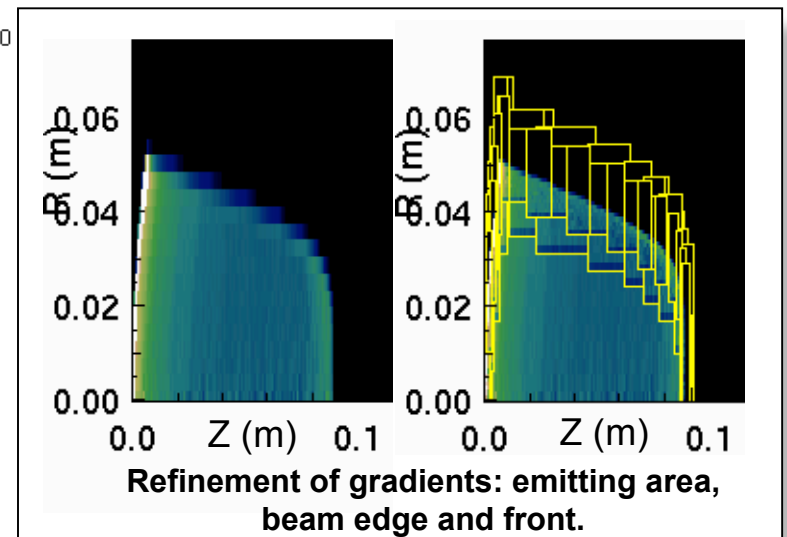 0
R (m)
0.06
0.04
0.02
0.00
0.0 Z (m) 0.1
R (m)
0.06
0.04
0.02
0.00
0.0 Z (m) 0.1
Refinement of gradients: emitting area,
beam edge and front.